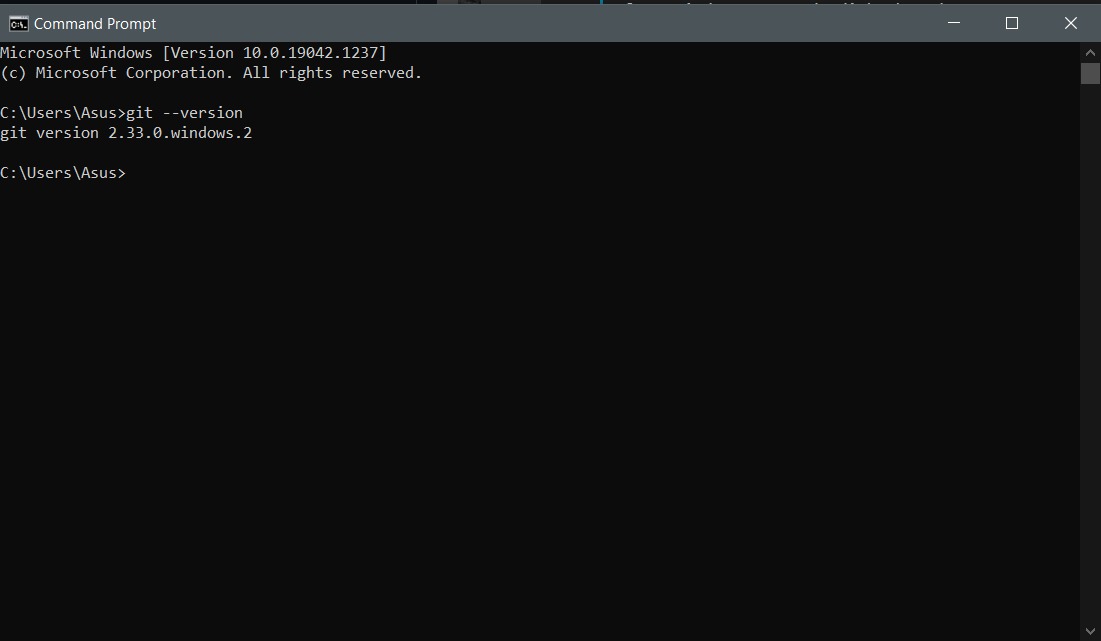 Command Prompt
Microsoft Windows [Version 10.0.19042.1237]
(c) Microsoft Corporation. All rights reserved.
C:\Users\Asus>git --version
git version 2.33.0.windows.2
C:\Users\Asus>